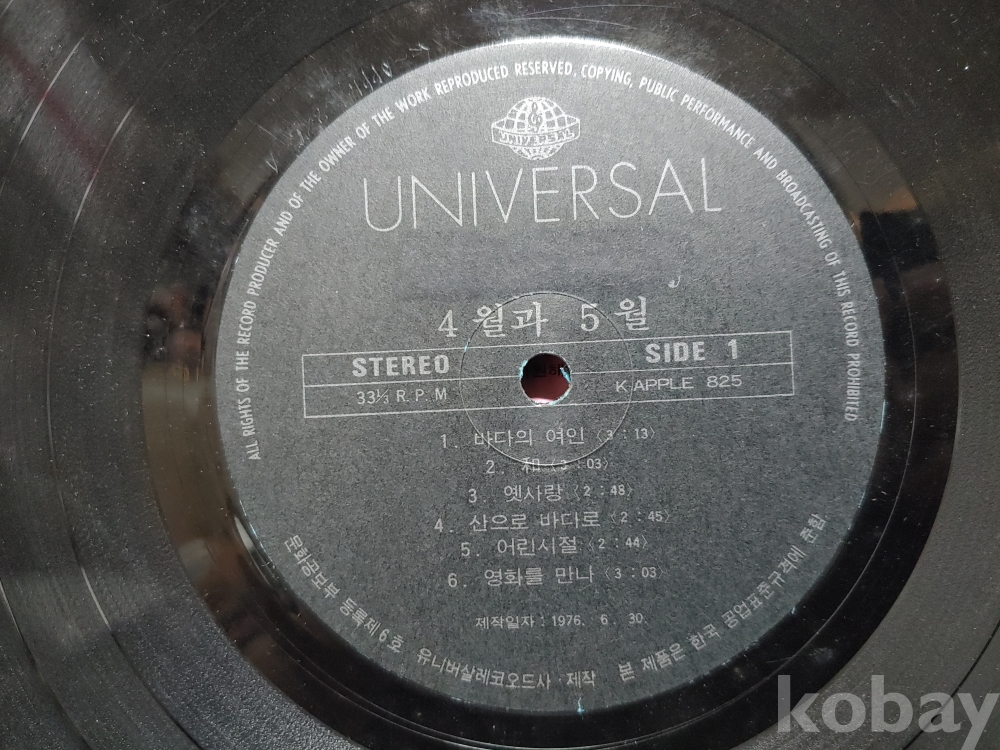 ALL RIGHTS OF THE RECORD PRODUCER AND OF THE OWNER OF THE WORK REPRODUCED RESERVED. COPYING, PUBLIC PERFORMANCE AND BROADCASTING OF THIS RECORD PROHIBITED
UNIVERSAL
UNIVERSAL
4월과 5월
STEREO SIDE 1
33⅓ R.P.M K-APPLE 825
1. 바다의 여인 〈3:13〉
2. 和 〈3:03〉
3. 옛사랑 〈2:48〉
4. 산으로 바다로 〈2:45〉
5. 어린시절 〈2:44〉
6. 영화를 만나 〈3:03〉
제작일자: 1976. 6. 30.
문화공보부 등록제 6 호 유니버살레코오드사·제작 본 제품은 한국 공업표준규격에 준함
kobay